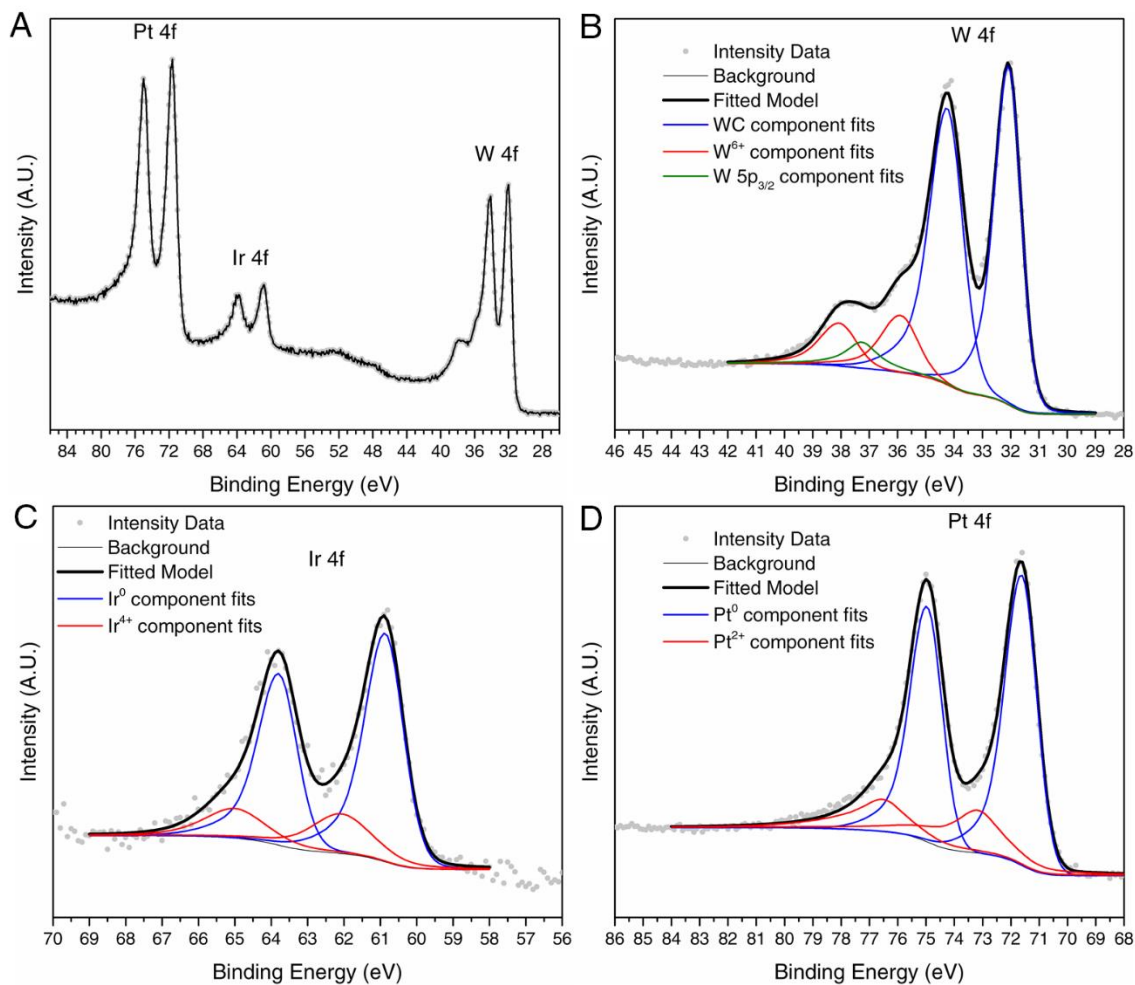 A
Pt 4f
Ir 4f
W 4f
Intensity (A.U.)
84 80 76 72 68 64 60 56 52 48 44 40 36 32 28
Binding Energy (eV)
B
W 4f
Intensity Data
Background
Fitted Model
WC component fits
W⁶⁺ component fits
W 5p₃/₂ component fits
Intensity (A.U.)
46 45 44 43 42 41 40 39 38 37 36 35 34 33 32 31 30 29 28
Binding Energy (eV)
C
Ir 4f
Intensity Data
Background
Fitted Model
Ir⁰ component fits
Ir⁴⁺ component fits
Intensity (A.U.)
70 69 68 67 66 65 64 63 62 61 60 59 58 57 56
Binding Energy (eV)
D
Pt 4f
Intensity Data
Background
Fitted Model
Pt⁰ component fits
Pt²⁺ component fits
Intensity (A.U.)
86 85 84 83 82 81 80 79 78 77 76 75 74 73 72 71 70 69 68
Binding Energy (eV)